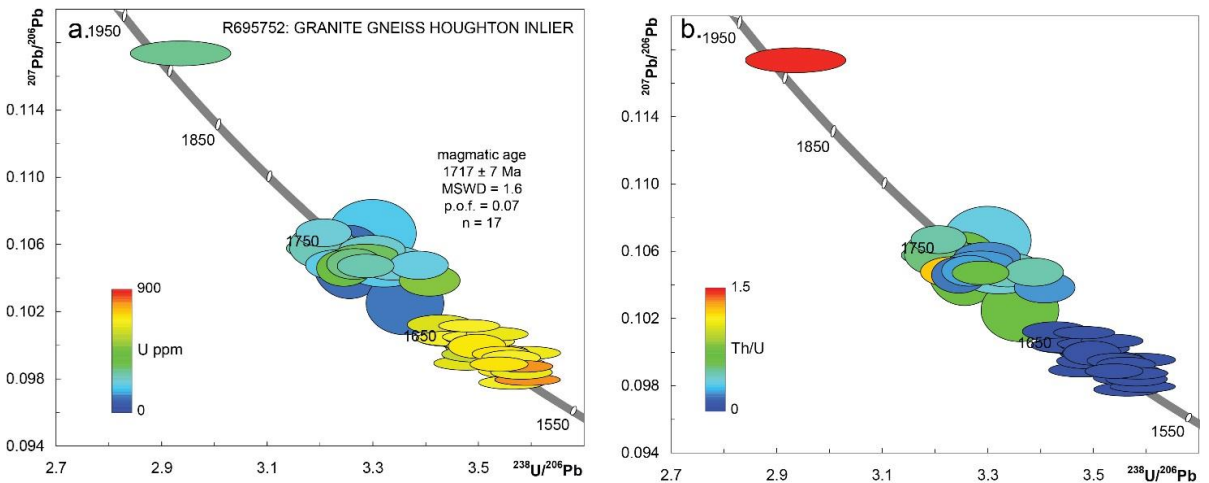 a.
R695752: GRANITE GNEISS HOUGHTON INLIER
²⁰⁷Pb/²⁰⁶Pb
1950
1850
1750
1650
1550
magmatic age
1717 ± 7 Ma
MSWD = 1.6
p.o.f. = 0.07
n = 17
900
U ppm
0
0.114
0.110
0.106
0.102
0.098
0.094
2.7
2.9
3.1
3.3
3.5
²³⁸U/²⁰⁶Pb
b.
²⁰⁷Pb/²⁰⁶Pb
1950
1850
1750
1650
1550
1.5
Th/U
0
0.114
0.110
0.106
0.102
0.098
0.094
2.7
2.9
3.1
3.3
3.5
²³⁸U/²⁰⁶Pb